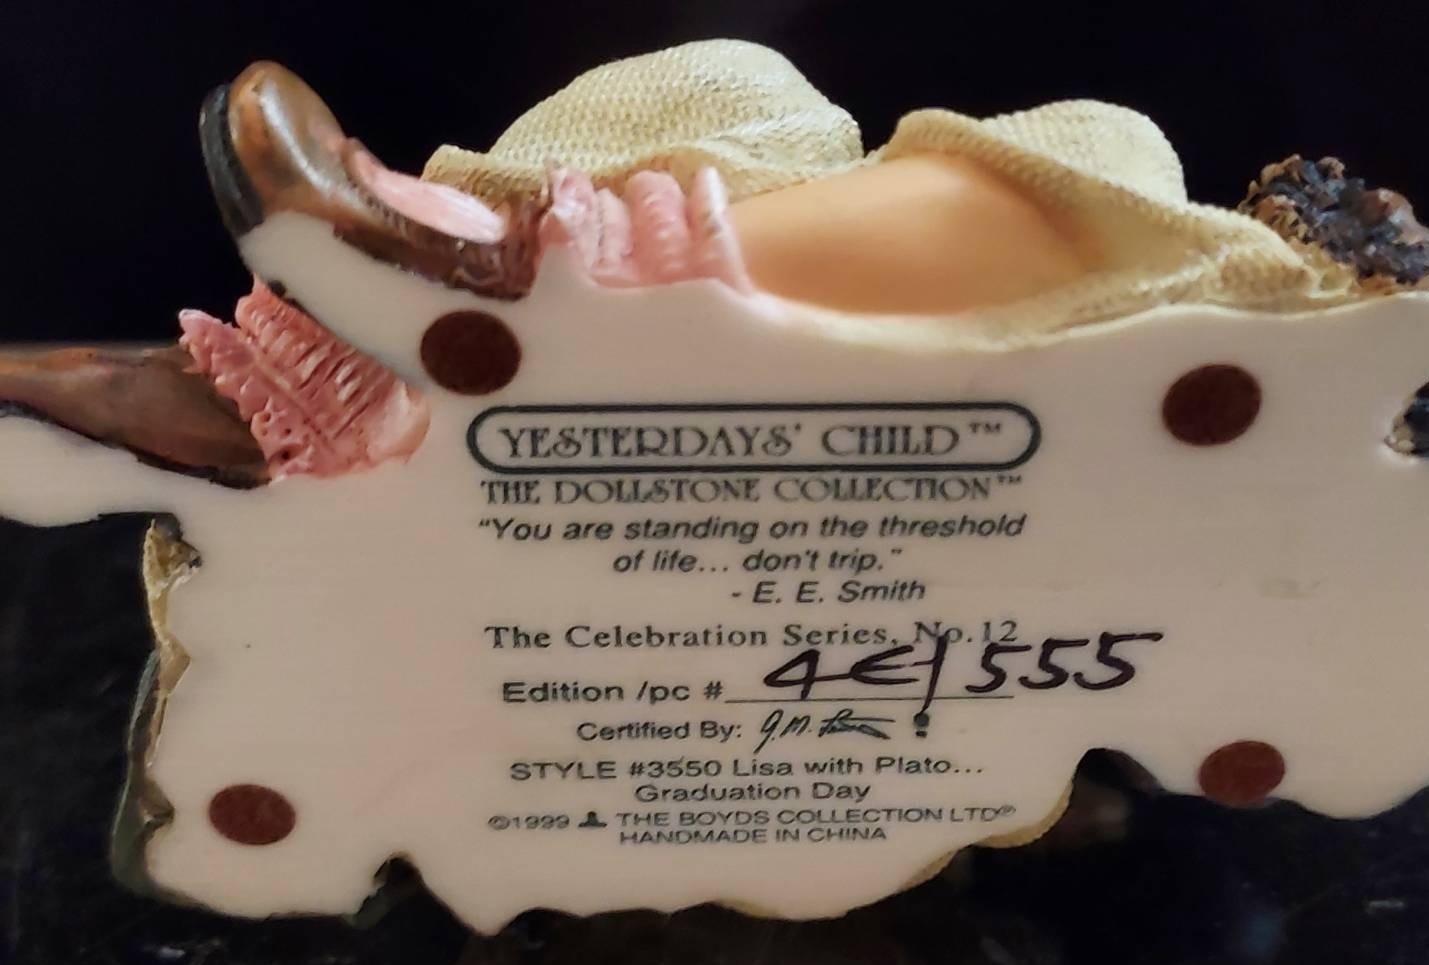 YESTERDAYS' CHILD™
THE DOLLSTONE COLLECTION™
"You are standing on the threshold
of life... don't trip."
- E. E. Smith
The Celebration Series, No.12
Edition /pc # 4E/555
Certified By: J.M.
STYLE #3550 Lisa with Plato...
Graduation Day
©1999 THE BOYDS COLLECTION LTD®
HANDMADE IN CHINA